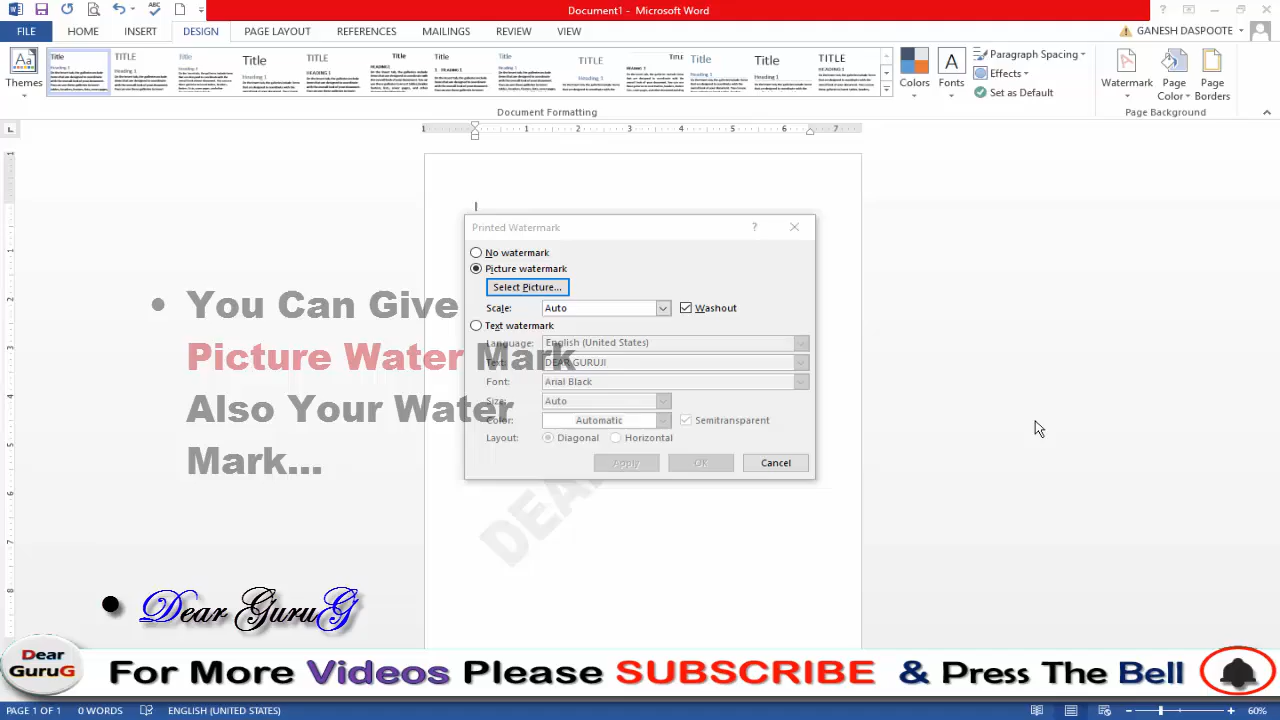 Document1 - Microsoft Word
FILE HOME INSERT DESIGN PAGE LAYOUT REFERENCES MAILINGS REVIEW VIEW
GANESH DASPOOTE
Themes
Colors
Fonts
Paragraph Spacing
Effects
Set as Default
Watermark
Page Color
Page Borders
Document Formatting
Page Background
Printed Watermark
No watermark
Picture watermark
Select Picture...
Scale: Auto Washout
Text watermark
Language: English (United States)
Text: DEAR GURUJI
Font: Arial Black
Size: Auto
Color: Automatic Semitransparent
Layout: Diagonal Horizontal
Apply OK Cancel
• You Can Give
Picture Water Mark
Also Your Water
Mark...
DEAR
• Dear GuruG
Dear
GuruG
For More Videos Please SUBSCRIBE & Press The Bell
PAGE 1 OF 1 0 WORDS ENGLISH (UNITED STATES) 60%